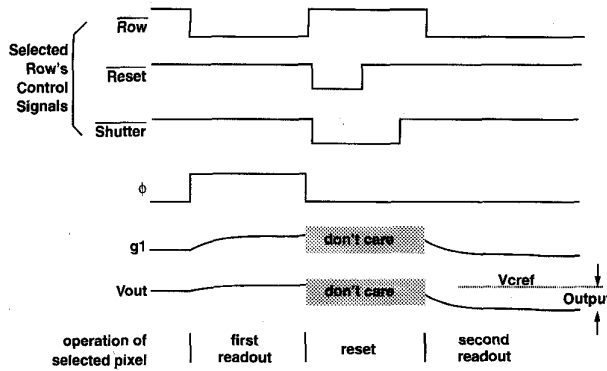 Selected
Row's
Control
Signals
Row
Reset
Shutter
ϕ
g1
don't care
Vout
don't care
Vcref
Output
operation of
selected pixel
first
readout
reset
second
readout